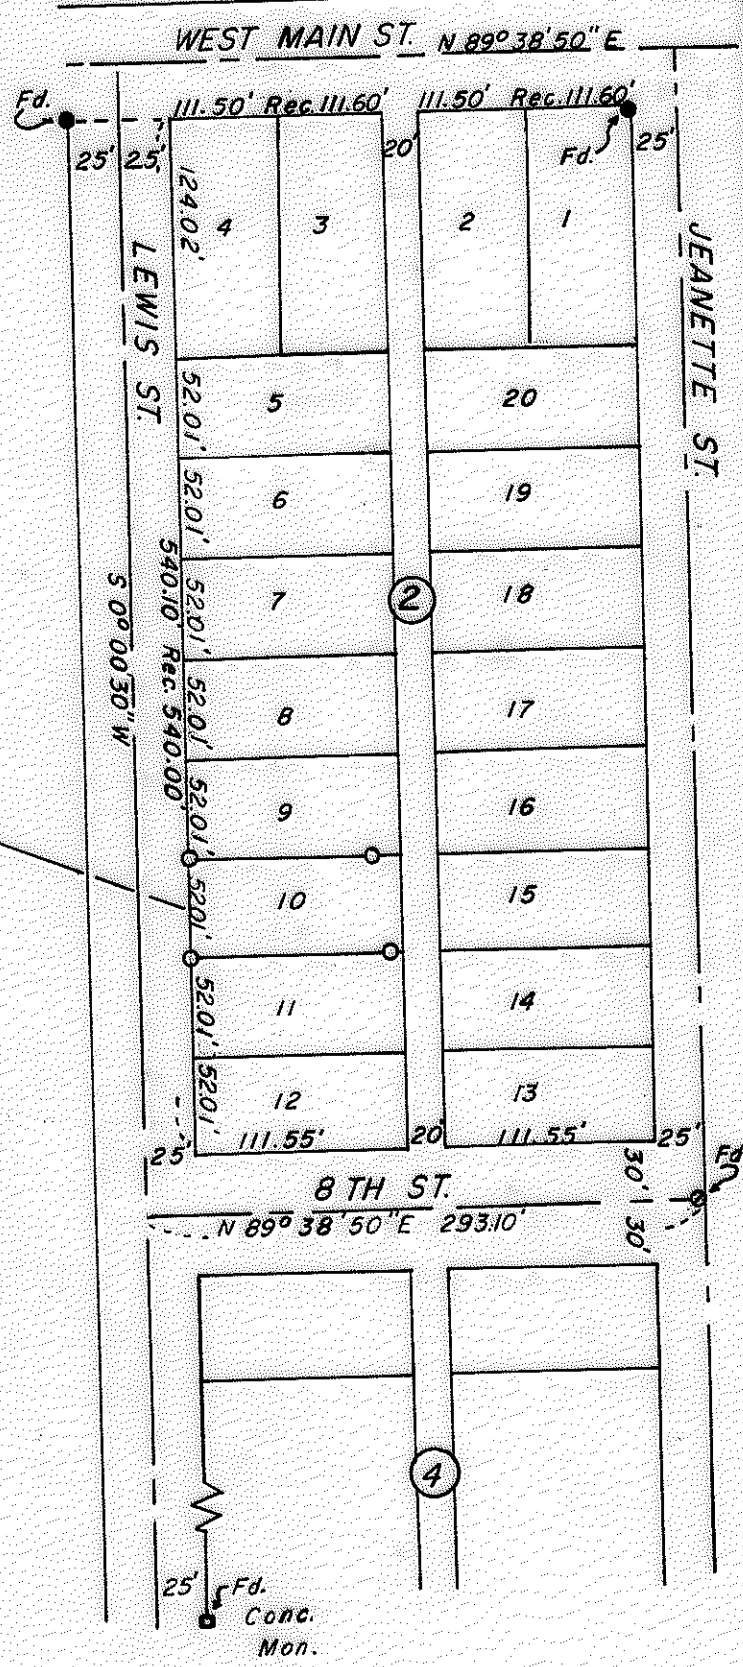 WEST MAIN ST. N 89° 38' 50" E
Fd.
111.50' Rec. 111.60'
111.50' Rec. 111.60'
25' 25'
20'
Fd.
25'
124.02'
4 3 2 1
LEWIS ST.
JEANETTE ST.
52.01' 5 20
52.01' 6 19
S 0° 00' 30" W
540.10' Rec. 540.00'
52.01' 7 2 18
52.01' 8 17
52.01' 9 16
5201' 10 15
52.01' 11 14
5201' 12 13
25' 111.55' 20' 111.55' 25'
Fd.
8TH ST.
30'
N 89° 38' 50" E 293.10'
30'
4
25' Fd.
Conc.
Mon.